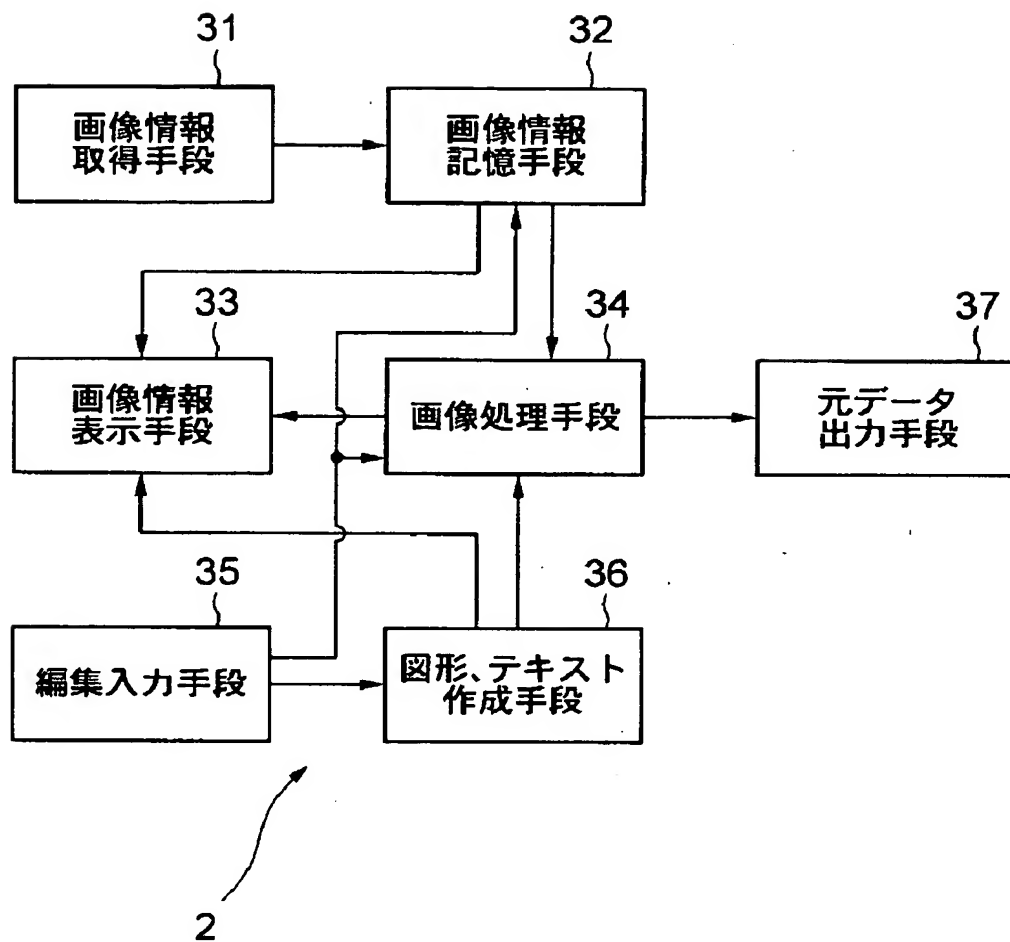 31
32
画像情報
取得手段
画像情報
記憶手段
33
34
37
画像情報
表示手段
画像処理手段
元データ
出力手段
35
36
編集入力手段
図形、テキスト
作成手段
2